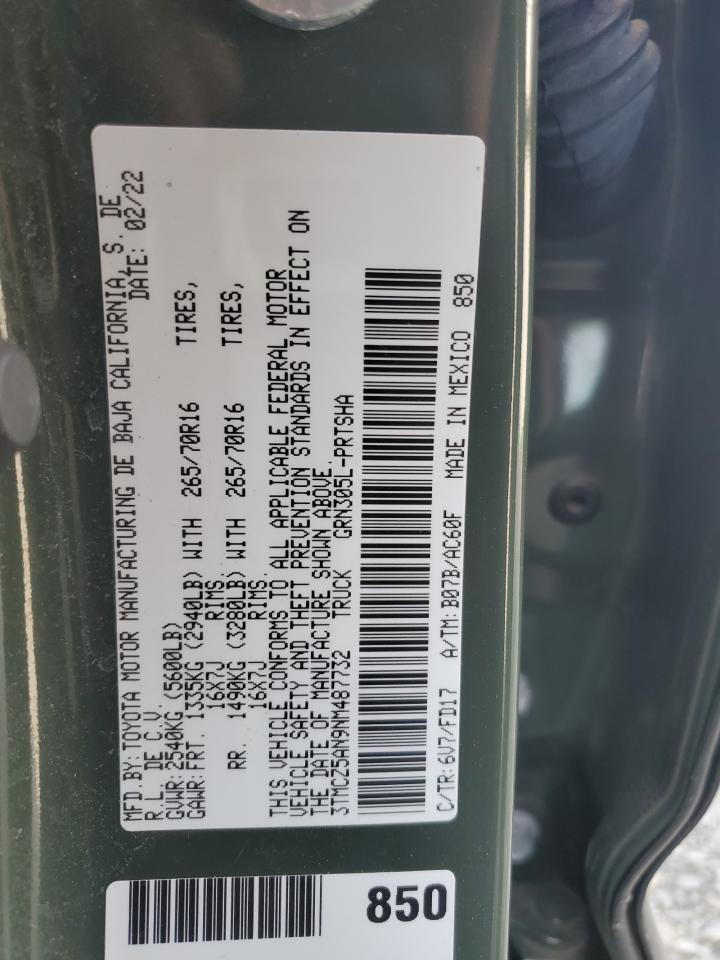 MFD.BY:TOYOTA MOTOR MANUFACTURING DE BAJA CALIFORNIA, S. DE
R.L. DE C.V. DATE: 02/22
GVWR:2540KG (5600LB)
GAWR:FRT. 1335KG (2940LB) WITH 265/70R16 TIRES,
16X7J RIMS.
RR. 1490KG (3280LB) WITH 265/70R16 TIRES,
16X7J RIMS.
THIS VEHICLE CONFORMS TO ALL APPLICABLE FEDERAL MOTOR
VEHICLE SAFETY AND THEFT PREVENTION STANDARDS IN EFFECT ON
THE DATE OF MANUFACTURE SHOWN ABOVE.
3TMCZ5AN9NM487732 TRUCK GRN305L-PRTSHA
C/TR:6V7/FD17 A/TM:B07B/AC60F MADE IN MEXICO 850
850